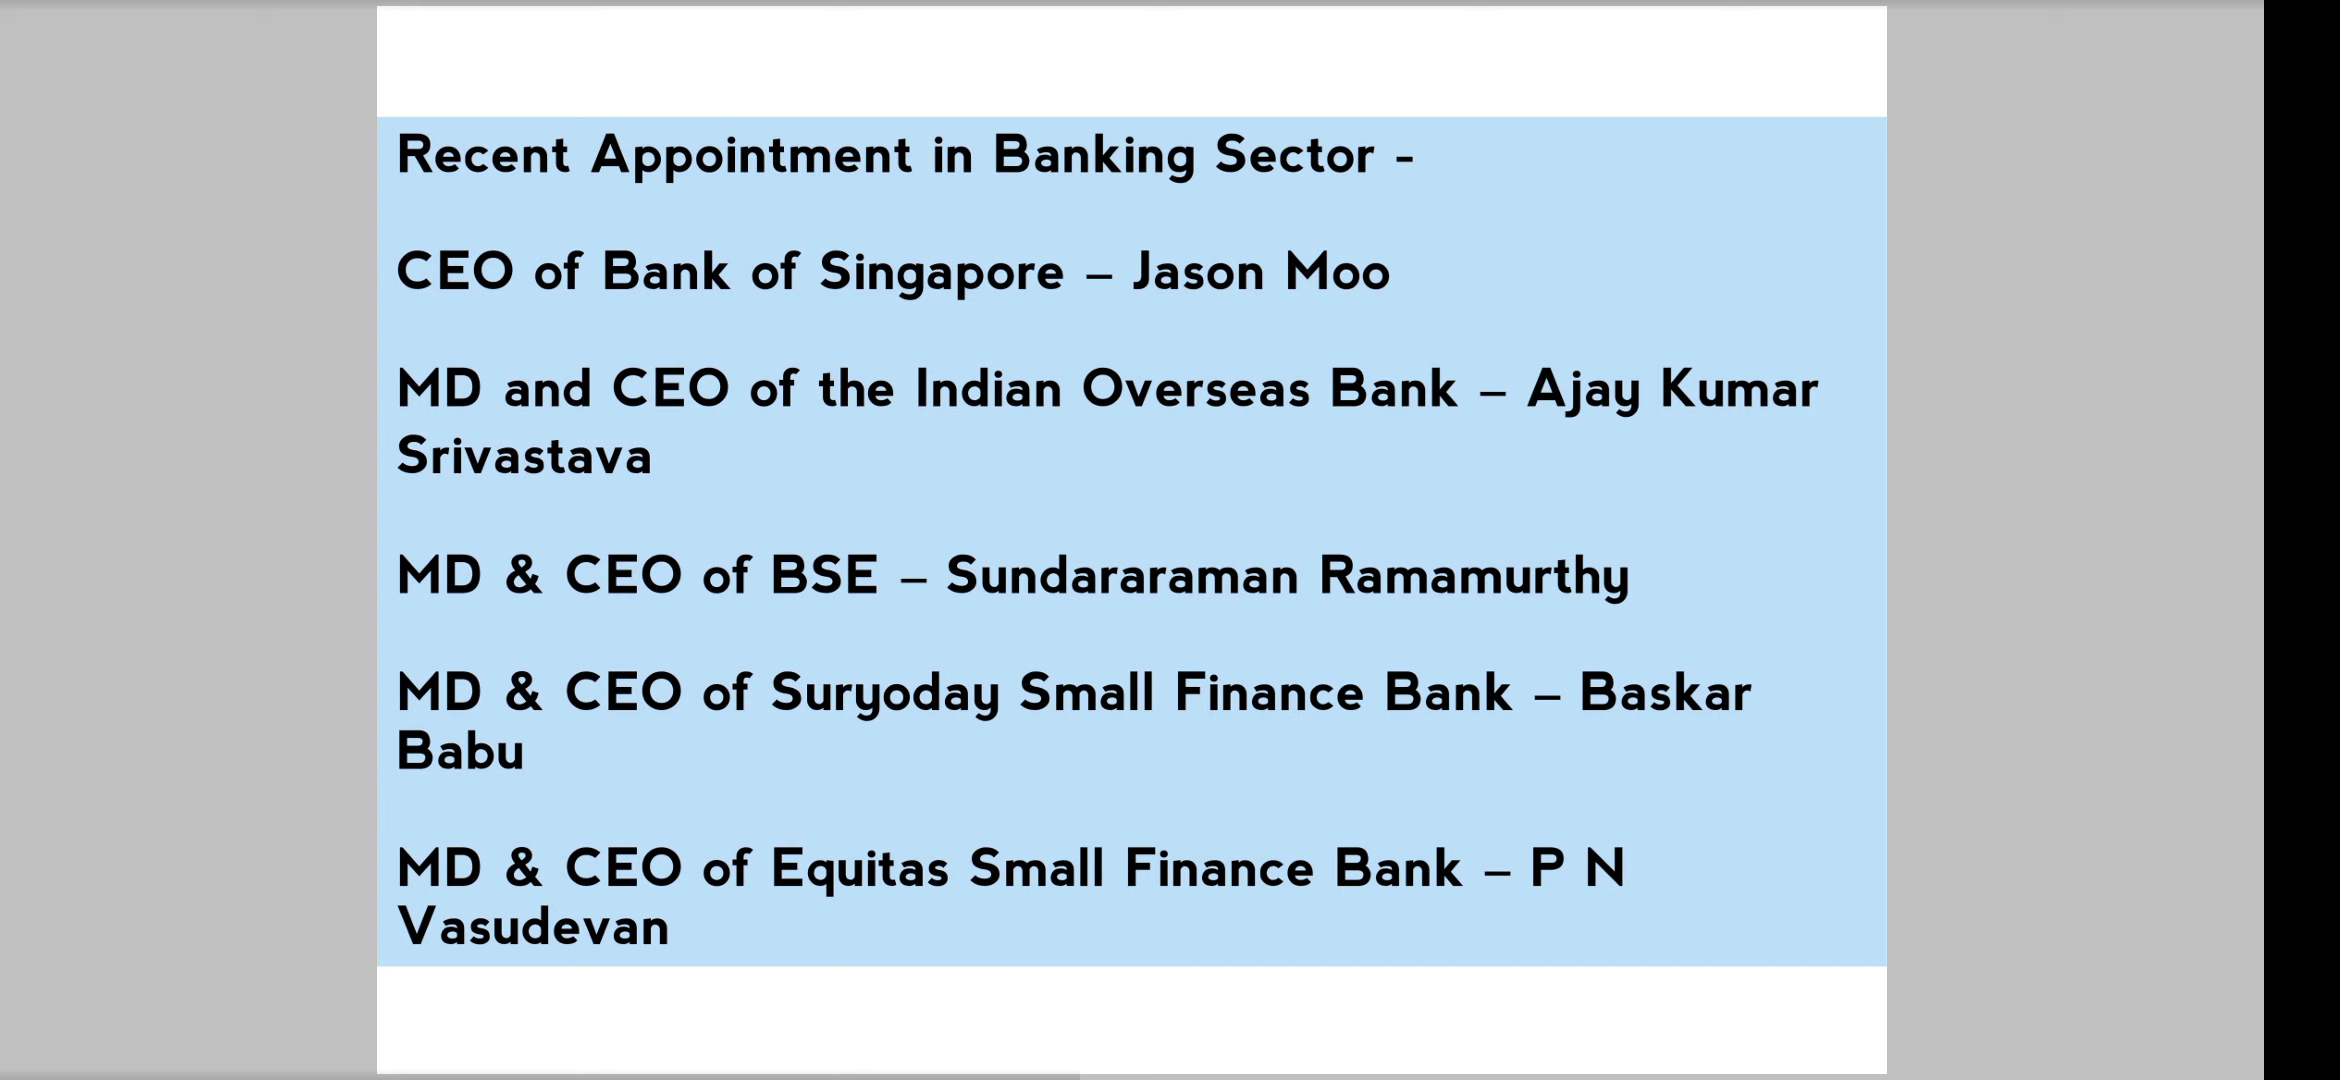 Recent Appointment in Banking Sector -
CEO of Bank of Singapore – Jason Moo
MD and CEO of the Indian Overseas Bank – Ajay Kumar
Srivastava
MD & CEO of BSE – Sundararaman Ramamurthy
MD & CEO of Suryoday Small Finance Bank – Baskar
Babu
MD & CEO of Equitas Small Finance Bank – P N
Vasudevan